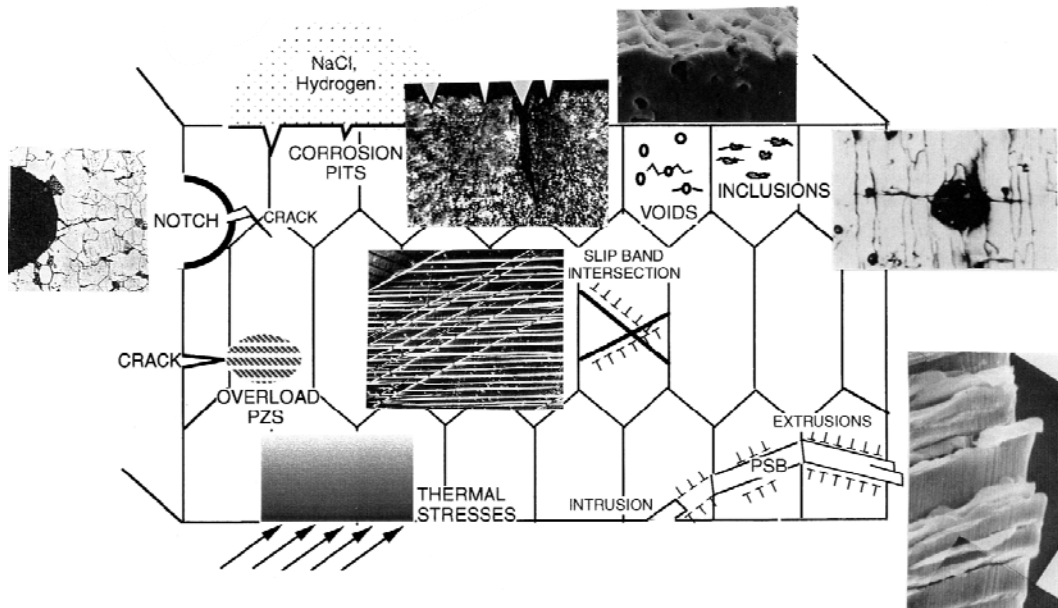 NaCl,
Hydrogen
CORROSION
PITS
NOTCH
CRACK
VOIDS
INCLUSIONS
SLIP BAND
INTERSECTION
CRACK
OVERLOAD
PZS
EXTRUSIONS
PSB
THERMAL
STRESSES
INTRUSION